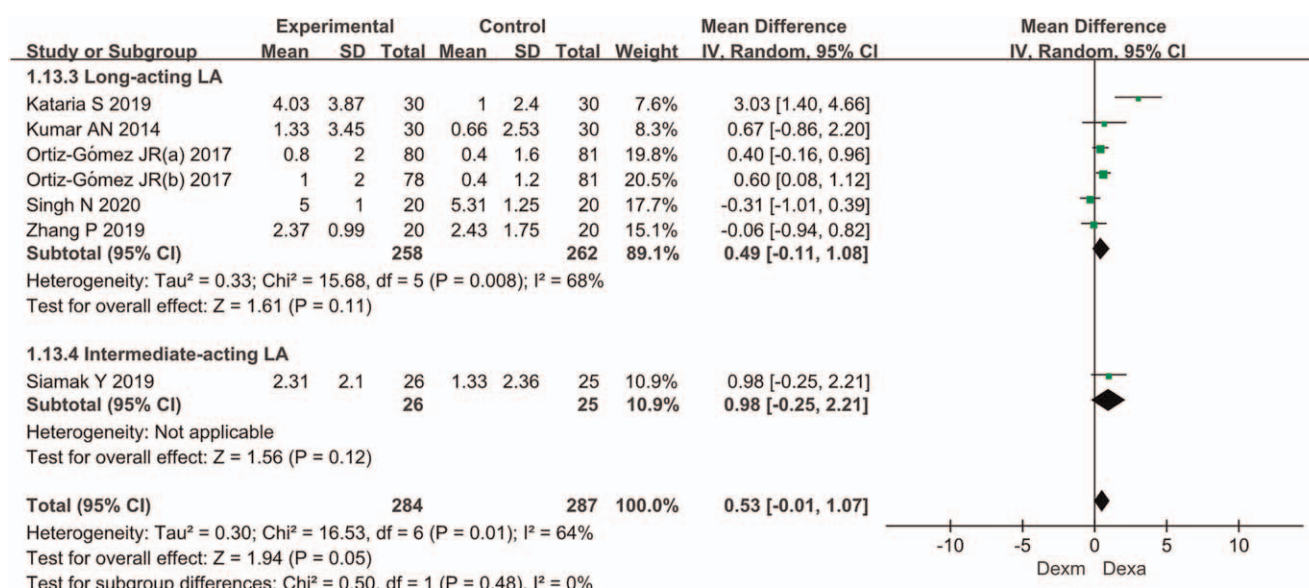 Experimental Control Mean Difference Mean Difference
Study or Subgroup Mean SD Total Mean SD Total Weight IV, Random, 95% CI IV, Random, 95% CI
1.13.3 Long-acting LA
Kataria S 2019 4.03 3.87 30 1 2.4 30 7.6% 3.03 [1.40, 4.66]
Kumar AN 2014 1.33 3.45 30 0.66 2.53 30 8.3% 0.67 [-0.86, 2.20]
Ortiz-Gómez JR(a) 2017 0.8 2 80 0.4 1.6 81 19.8% 0.40 [-0.16, 0.96]
Ortiz-Gómez JR(b) 2017 1 2 78 0.4 1.2 81 20.5% 0.60 [0.08, 1.12]
Singh N 2020 5 1 20 5.31 1.25 20 17.7% -0.31 [-1.01, 0.39]
Zhang P 2019 2.37 0.99 20 2.43 1.75 20 15.1% -0.06 [-0.94, 0.82]
Subtotal (95% CI) 258 262 89.1% 0.49 [-0.11, 1.08]
Heterogeneity: Tau² = 0.33; Chi² = 15.68, df = 5 (P = 0.008); I² = 68%
Test for overall effect: Z = 1.61 (P = 0.11)
1.13.4 Intermediate-acting LA
Siamak Y 2019 2.31 2.1 26 1.33 2.36 25 10.9% 0.98 [-0.25, 2.21]
Subtotal (95% CI) 26 25 10.9% 0.98 [-0.25, 2.21]
Heterogeneity: Not applicable
Test for overall effect: Z = 1.56 (P = 0.12)
Total (95% CI) 284 287 100.0% 0.53 [-0.01, 1.07]
Heterogeneity: Tau² = 0.30; Chi² = 16.53, df = 6 (P = 0.01); I² = 64%
Test for overall effect: Z = 1.94 (P = 0.05)
Test for subgroup differences: Chi² = 0.50, df = 1 (P = 0.48), I² = 0%
-10 -5 0 5 10
Dexm Dexa